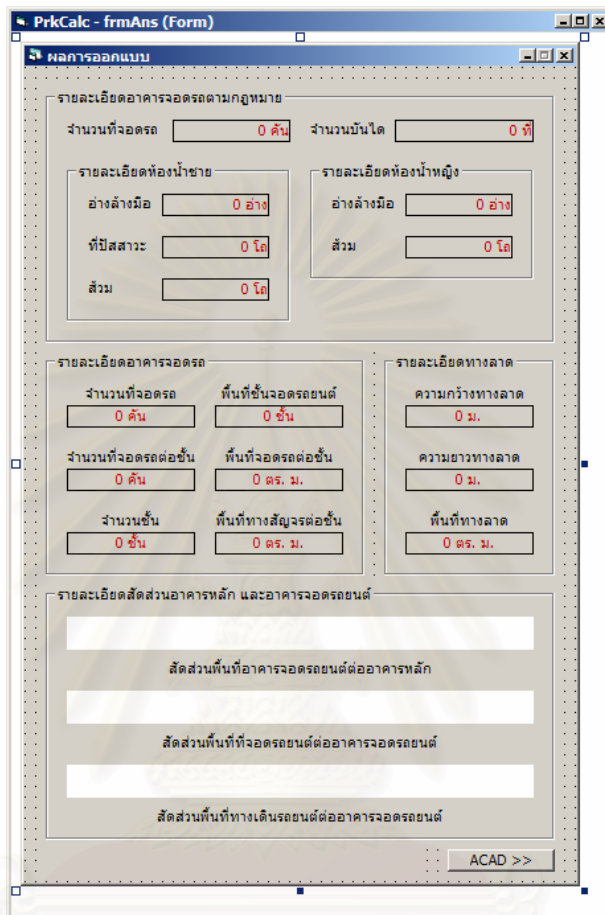 PrkCalc - frmAns (Form)
ผลการออกแบบ
รายละเอียดอาคารจอดรถตามกฎหมาย
จำนวนที่จอดรถ 0 คัน จำนวนบันได 0 ที่
รายละเอียดห้องน้ำชาย รายละเอียดห้องน้ำหญิง
อ่างล้างมือ 0 อ่าง อ่างล้างมือ 0 อ่าง
ที่ปัสสาวะ 0 โถ ส้วม 0 โถ
ส้วม 0 โถ
รายละเอียดอาคารจอดรถ รายละเอียดทางลาด
จำนวนที่จอดรถ พื้นที่ชั้นจอดรถยนต์ ความกว้างทางลาด
0 คัน 0 ชั้น 0 ม.
จำนวนที่จอดรถต่อชั้น พื้นที่จอดรถต่อชั้น ความยาวทางลาด
0 คัน 0 ตร. ม. 0 ม.
จำนวนชั้น พื้นที่ทางสัญจรต่อชั้น พื้นที่ทางลาด
0 ชั้น 0 ตร. ม. 0 ตร. ม.
รายละเอียดสัดส่วนอาคารหลัก และอาคารจอดรถยนต์
สัดส่วนพื้นที่อาคารจอดรถยนต์ต่ออาคารหลัก
สัดส่วนพื้นที่ที่จอดรถยนต์ต่ออาคารจอดรถยนต์
สัดส่วนพื้นที่ทางเดินรถยนต์ต่ออาคารจอดรถยนต์
ACAD >>